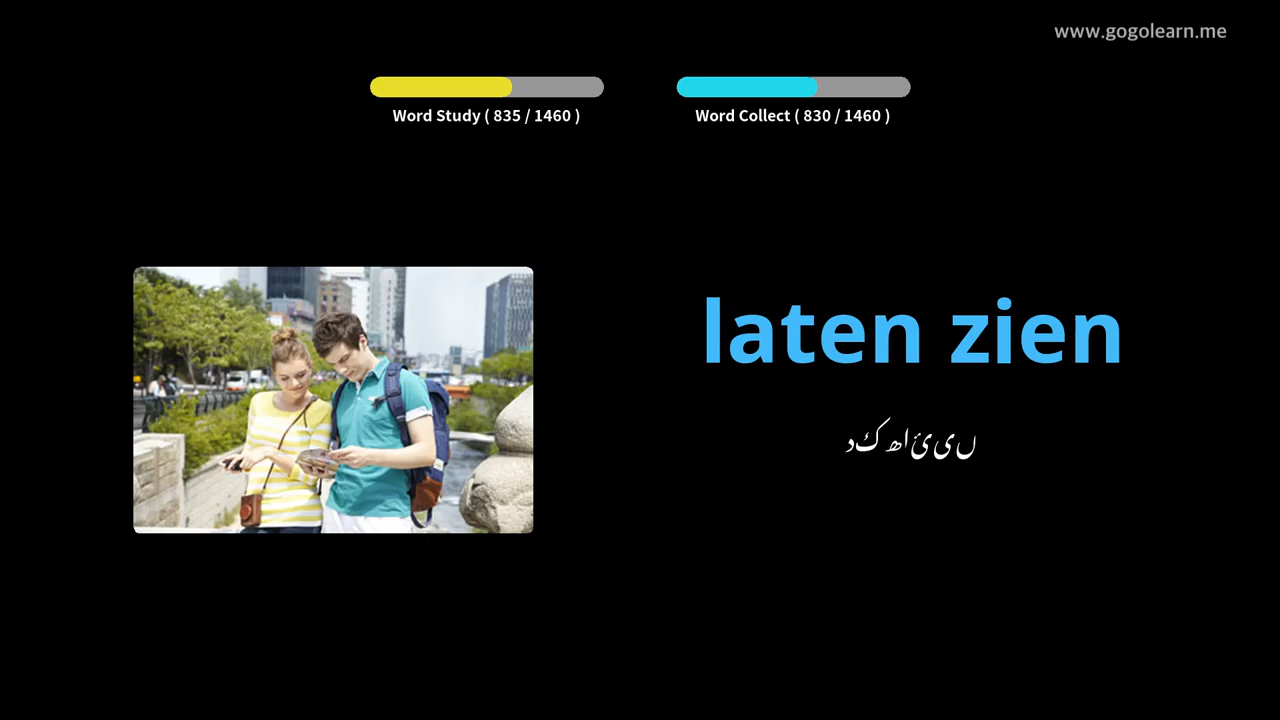 www.gogolearn.me
Word Study ( 835 / 1460 )
Word Collect ( 830 / 1460 )
laten zien
دکھائیں